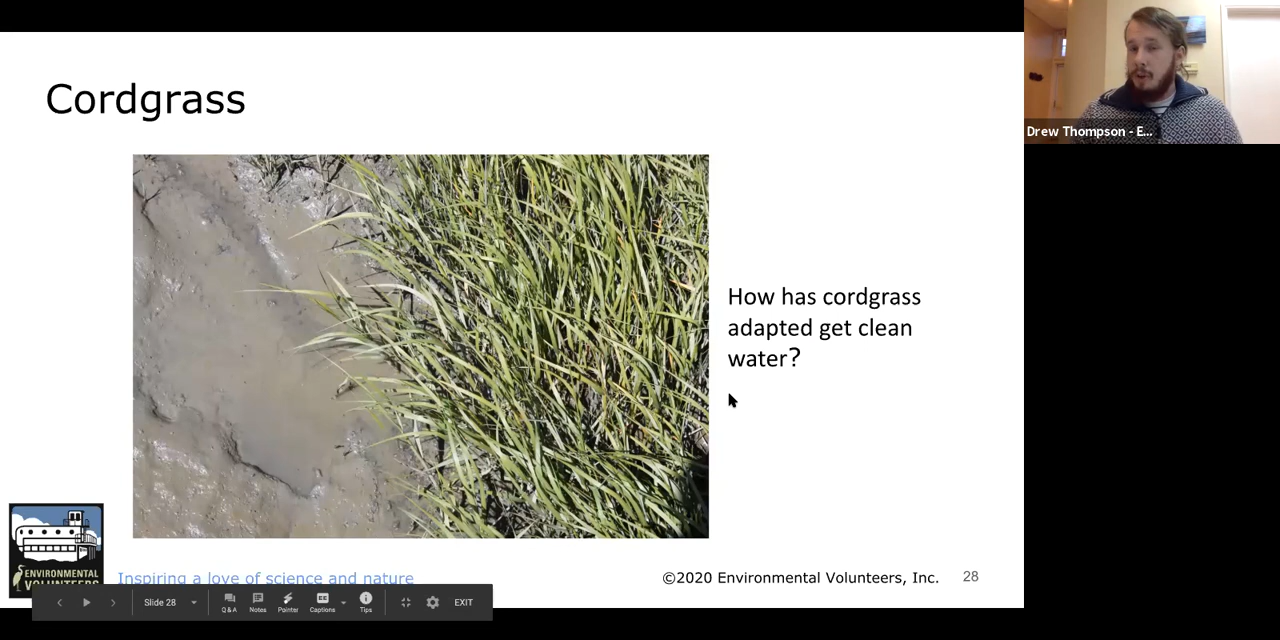 Cordgrass
How has cordgrass
adapted get clean
water?
ENVIRONMENTAL
VOLUNTEERS
Inspiring a love of science and nature
©2020 Environmental Volunteers, Inc.
28
Slide 28
Q & A
Notes
Pointer
Captions
Tips
EXIT
CC
Drew Thompson - E...